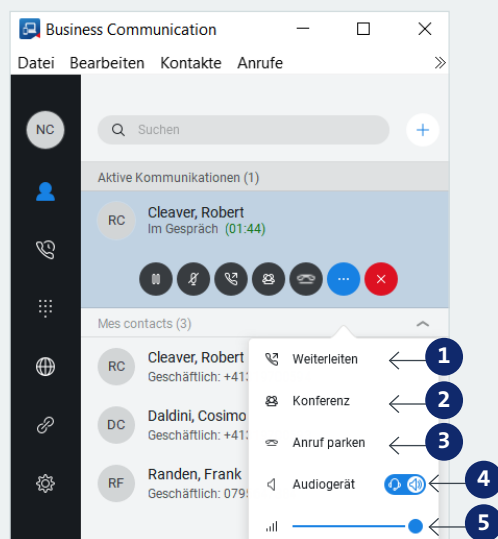 Business Communication
Datei Bearbeiten Kontakte Anrufe
NC
Suchen
Aktive Kommunikationen (1)
RC
Cleaver, Robert
Im Gespräch (01:44)
Mes contacts (3)
RC
Cleaver, Robert
Geschäftlich: +41
DC
Daldini, Cosimo
Geschäftlich: +41
RF
Randen, Frank
Geschäftlich: 079
Weiterleiten
1
Konferenz
2
Anruf parken
3
Audiogerät
4
5